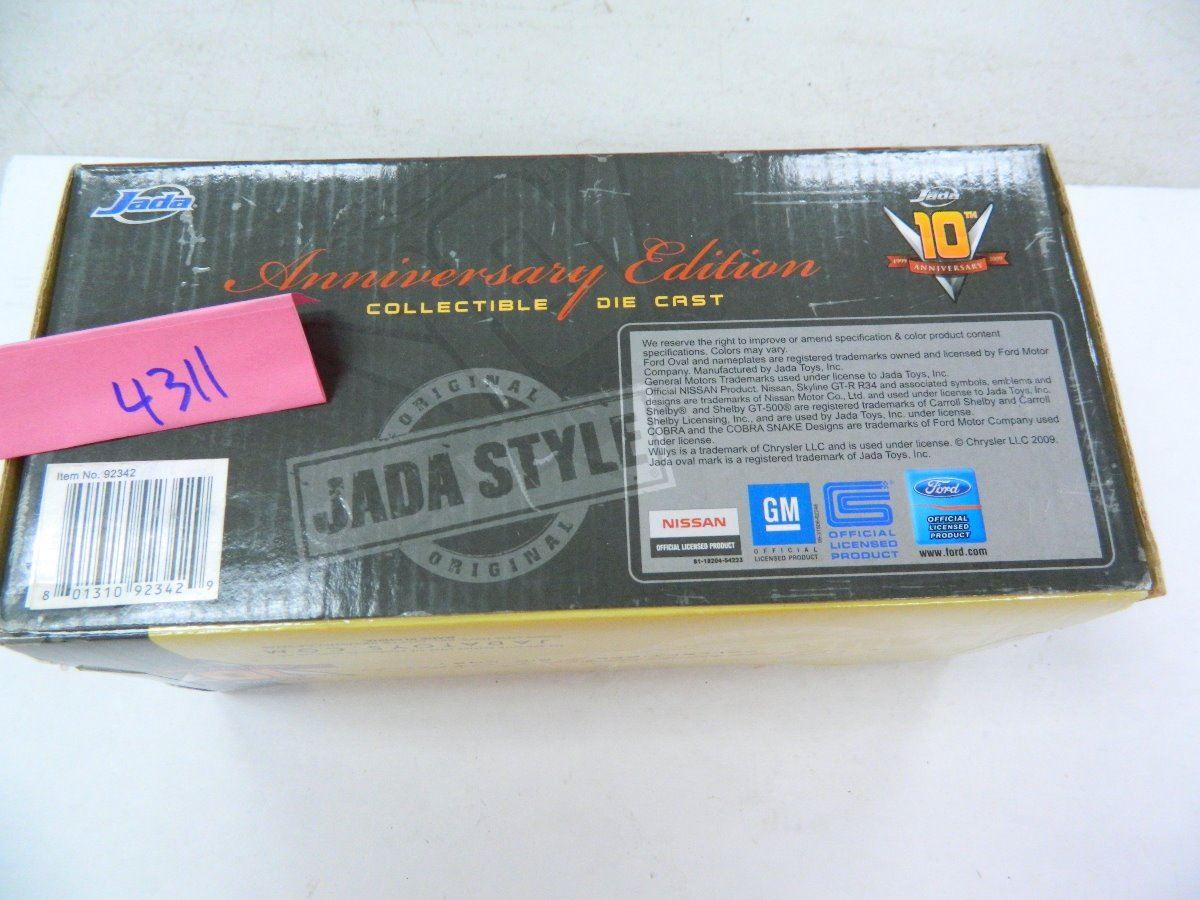 Jada
Jada
10TH
1999 ANNIVERSARY 2009
Anniversary Edition
COLLECTIBLE DIE CAST
4311
We reserve the right to improve or amend specification & color product content
specifications. Colors may vary.
Ford Oval and nameplates are registered trademarks owned and licensed by Ford Motor
Company. Manufactured by Jada Toys, Inc.
General Motors Trademarks used under license to Jada Toys, Inc.
Official NISSAN Product. Nissan, Skyline GT-R R34 and associated symbols, emblems and
designs are trademarks of Nissan Motor Co., Ltd. and used under license to Jada Toys, Inc.
Shelby® and Shelby GT-500® are registered trademarks of Carroll Shelby and Carroll
Shelby Licensing, Inc., and are used by Jada Toys, Inc. under license.
COBRA and the COBRA SNAKE Designs are trademarks of Ford Motor Company used
under license.
Willys is a trademark of Chrysler LLC and is used under license. © Chrysler LLC 2009.
Jada oval mark is a registered trademark of Jada Toys, Inc.
ORIGINAL
JADA STYLE
ORIGINAL
Item No. 92342
8 01310 92342 9
NISSAN
OFFICIAL LICENSED PRODUCT
GM
OFFICIAL
LICENSED PRODUCT
CS
OFFICIAL
LICENSED
PRODUCT
Ford
OFFICIAL
LICENSED
PRODUCT
www.ford.com
81-18204-54223
JADATOYS.COM